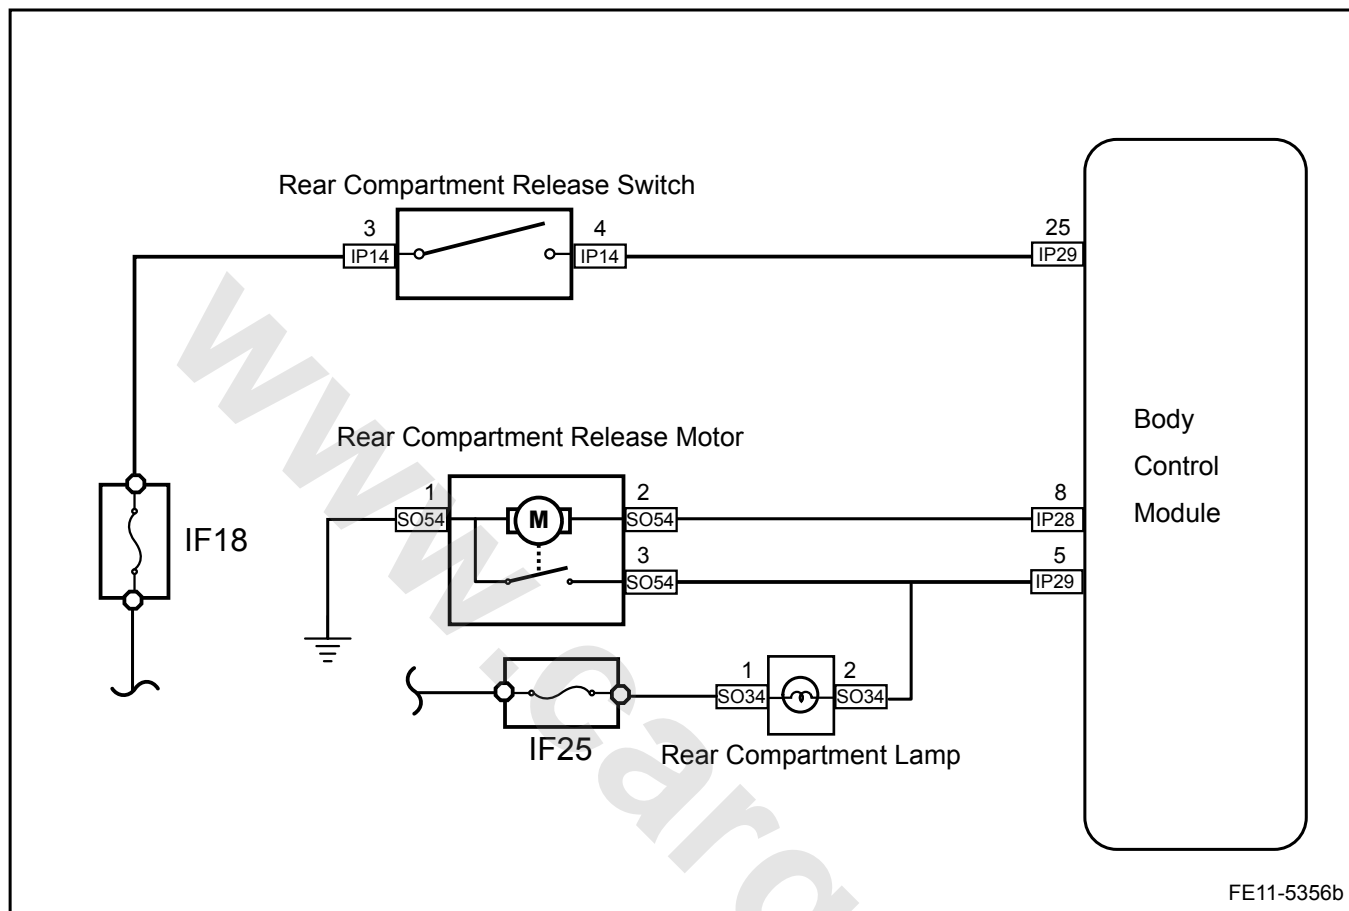 Rear Compartment Release Switch
3
4
25
IP14
IP14
IP29
Rear Compartment Release Motor
1
2
8
SO54
SO54
IP28
M
3
5
SO54
IP29
IF18
Body
Control
Module
1
2
SO34
SO34
IF25
Rear Compartment Lamp
www.carc
FE11-5356b